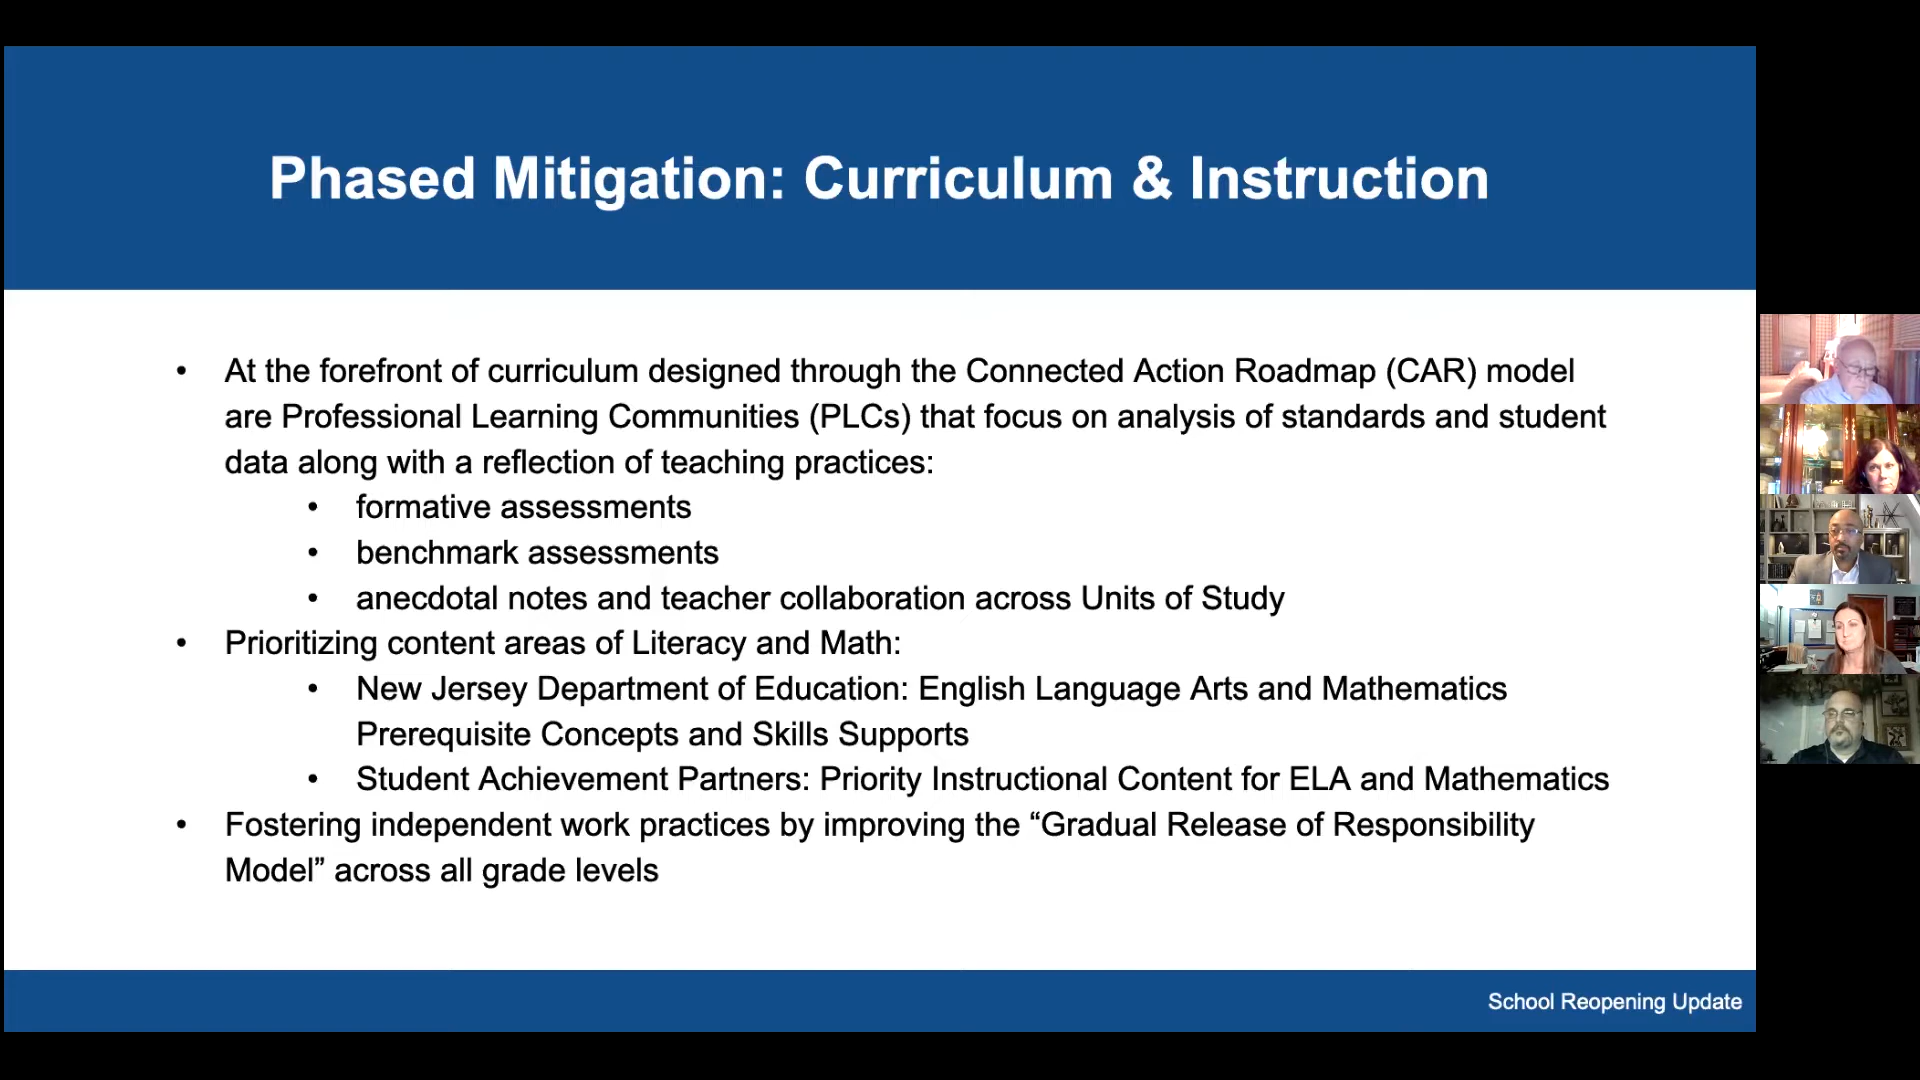 Phased Mitigation: Curriculum & Instruction
• At the forefront of curriculum designed through the Connected Action Roadmap (CAR) model
are Professional Learning Communities (PLCs) that focus on analysis of standards and student
data along with a reflection of teaching practices:
• formative assessments
• benchmark assessments
• anecdotal notes and teacher collaboration across Units of Study
• Prioritizing content areas of Literacy and Math:
• New Jersey Department of Education: English Language Arts and Mathematics
Prerequisite Concepts and Skills Supports
• Student Achievement Partners: Priority Instructional Content for ELA and Mathematics
• Fostering independent work practices by improving the “Gradual Release of Responsibility
Model” across all grade levels
School Reopening Update